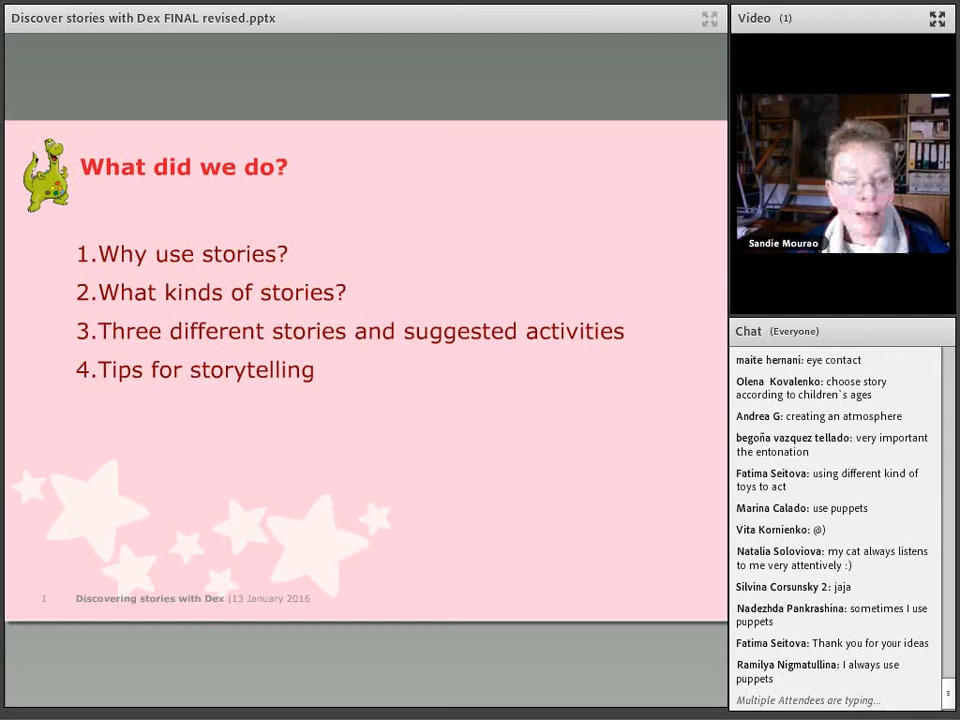 Discover stories with Dex FINAL revised.pptx
What did we do?
1.Why use stories?
2.What kinds of stories?
3.Three different stories and suggested activities
4.Tips for storytelling
1 Discovering stories with Dex |13 January 2016
Video (1)
Sandie Mourao
Chat (Everyone)
maite hernani: eye contact
Olena Kovalenko: choose story
according to children`s ages
Andrea G: creating an atmosphere
begoña vazquez tellado: very important
the entonation
Fatima Seitova: using different kind of
toys to act
Marina Calado: use puppets
Vita Kornienko: @)
Natalia Soloviova: my cat always listens
to me very attentively :)
Silvina Corsunsky 2: jaja
Nadezhda Pankrashina: sometimes I use
puppets
Fatima Seitova: Thank you for your ideas
Ramilya Nigmatullina: I always use
puppets
Multiple Attendees are typing...